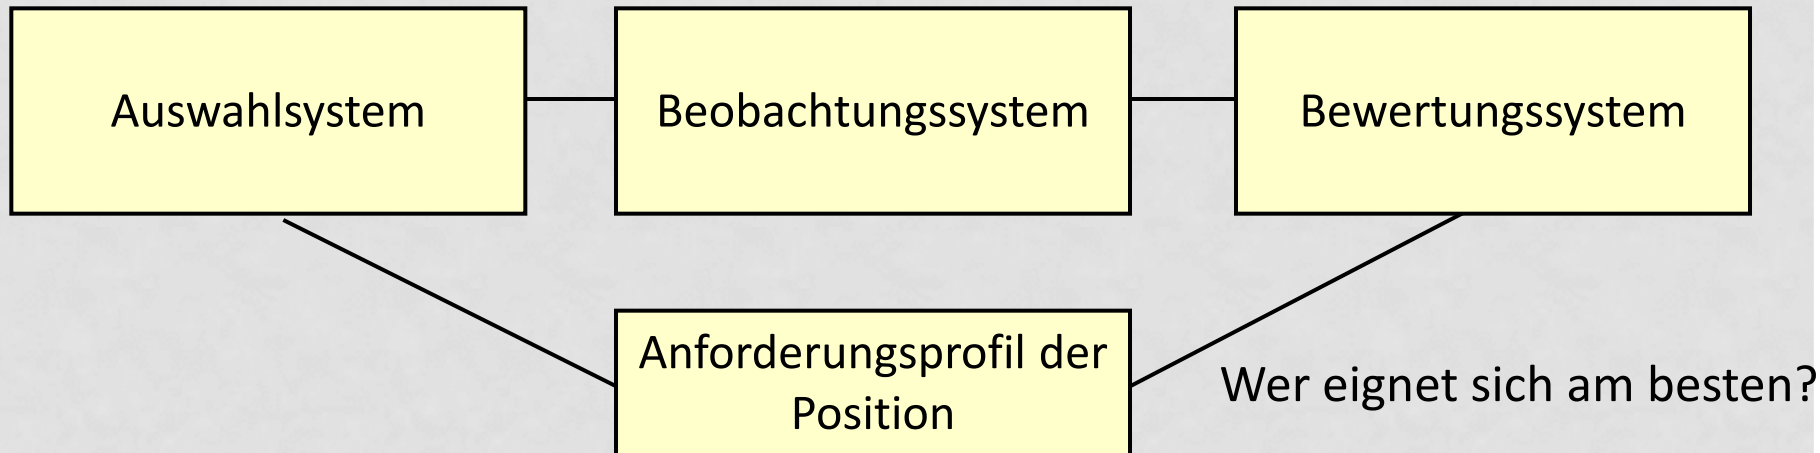 Auswahlsystem
Beobachtungssystem
Bewertungssystem
Anforderungsprofil der
Position
Wer eignet sich am besten?